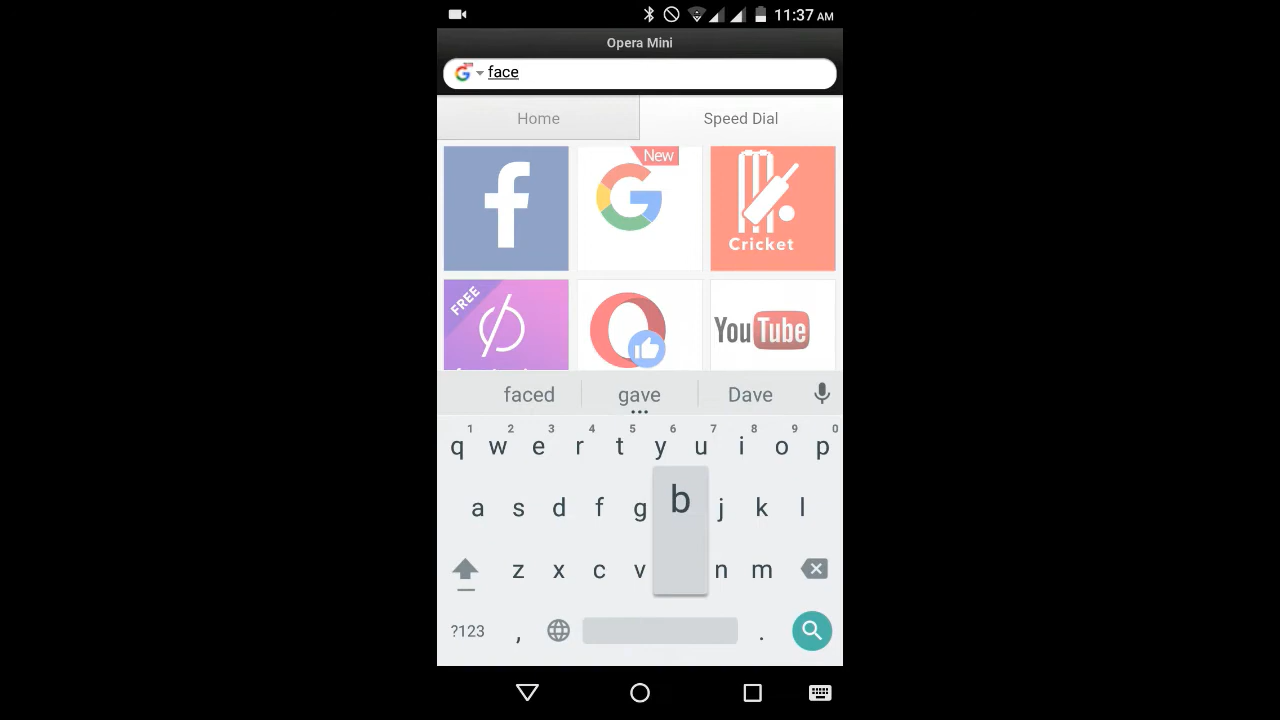 11:37 AM
Opera Mini
face
Home Speed Dial
f New G Cricket
FREE YouTube
faced gave Dave
1 2 3 4 5 6 7 8 9 0
q w e r t y u i o p
a s d f g b j k l
z x c v n m
?123 , .